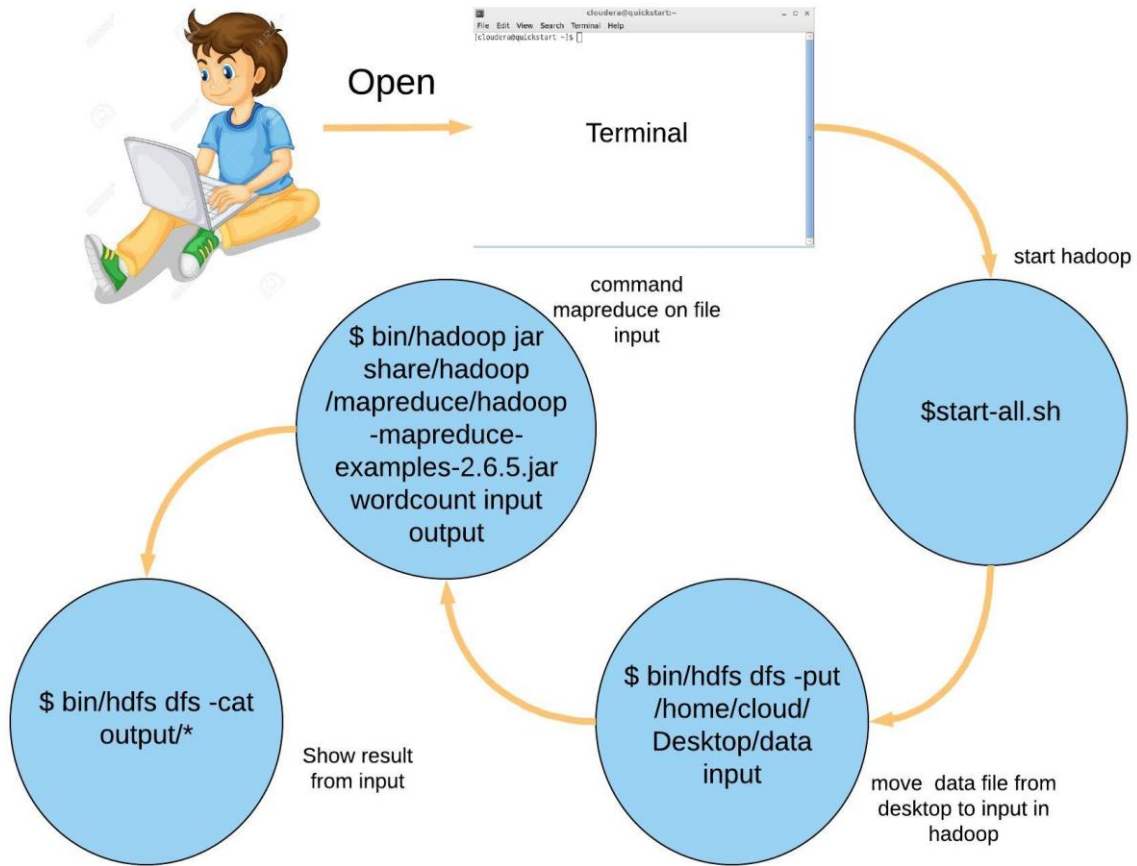 Open
cloudera@quickstart:~
File Edit View Search Terminal Help
[cloudera@quickstart ~]$
Terminal
start hadoop
$start-all.sh
$ bin/hdfs dfs -put
/home/cloud/
Desktop/data
input
move data file from
desktop to input in
hadoop
command
mapreduce on file
input
$ bin/hadoop jar
share/hadoop
/mapreduce/hadoop
-mapreduce-
examples-2.6.5.jar
wordcount input
output
$ bin/hdfs dfs -cat
output/*
Show result
from input